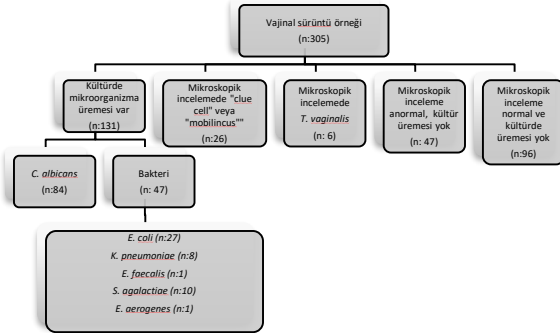 Vajinal sürüntü örneği
(n:305)
Kültürde
mikroorganizma
üremesi var
(n:131)
Mikroskopik
incelemede "clue
cell" veya
"mobilincus""
(n:26)
Mikroskopik
incelemede
T. vaginalis
(n: 6)
Mikroskopik
inceleme
anormal, kültür
üremesi yok
(n: 47)
Mikroskopik
inceleme
normal ve
kültürde
üremesi yok
(n:96)
C. albicans
(n:84)
Bakteri
(n: 47)
E. coli (n:27)
K. pneumoniae (n:8)
E. faecalis (n:1)
S. agalactiae (n:10)
E. aerogenes (n:1)